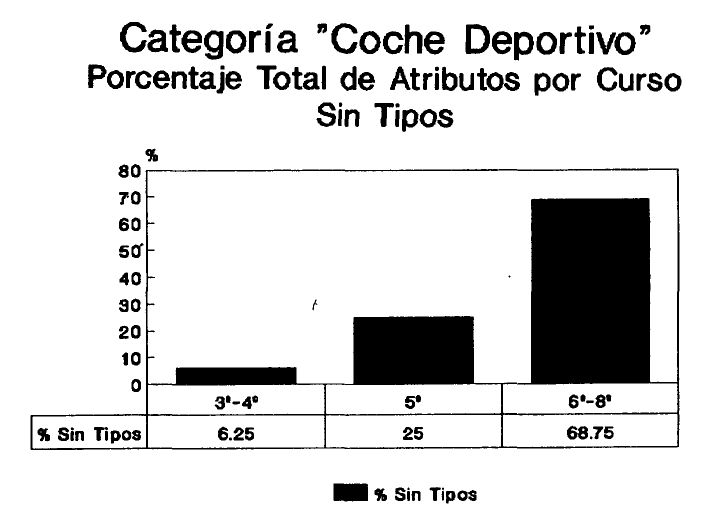 Categoría "Coche Deportivo"
Porcentaje Total de Atributos por Curso
Sin Tipos
%
80
70
60
50
40
30
20
10
0
3º-4º 5º 6º-8º
% Sin Tipos 6.25 25 68.75
% Sin Tipos